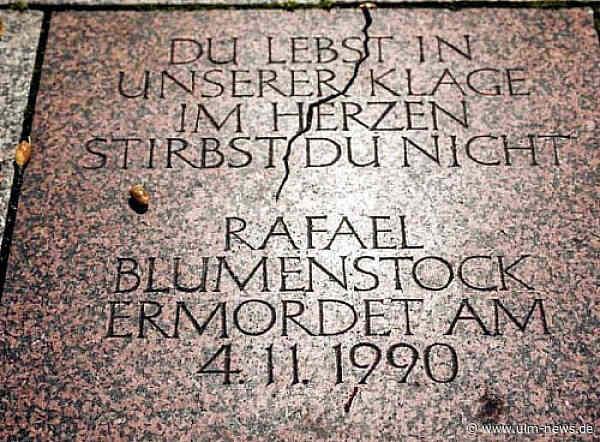 DU LEBST IN
UNSERER KLAGE
IM HERZEN
STIRBST DU NICHT
RAFAEL
BLUMENSTOCK
ERMORDET AM
4. 11. 1990
© www.ulm-news.de